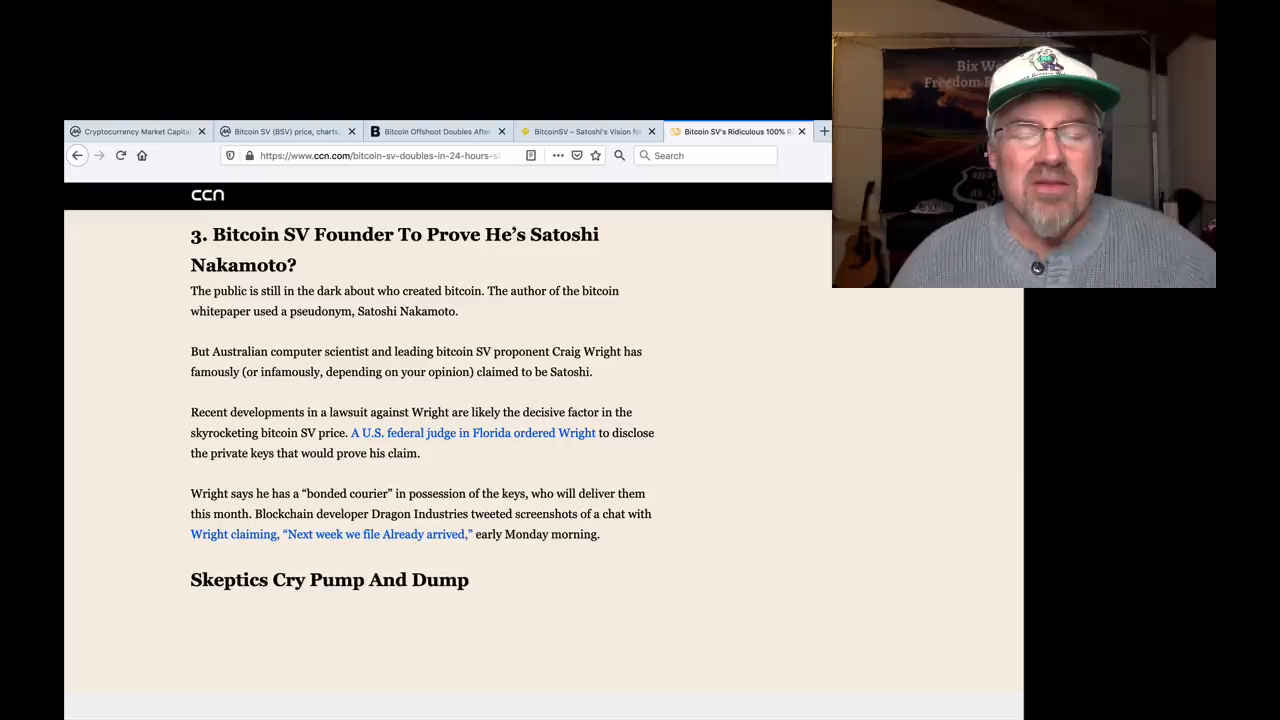 Cryptocurrency Market Capital
Bitcoin SV (BSV) price, charts,
Bitcoin Offshoot Doubles After
BitcoinSV – Satoshi's Vision fo
Bitcoin SV's Ridiculous 100% R
https://www.ccn.com/bitcoin-sv-doubles-in-24-hours-s
Search
ccn
Bix Wei
Freedom R
3. Bitcoin SV Founder To Prove He’s Satoshi
Nakamoto?
The public is still in the dark about who created bitcoin. The author of the bitcoin
whitepaper used a pseudonym, Satoshi Nakamoto.
But Australian computer scientist and leading bitcoin SV proponent Craig Wright has
famously (or infamously, depending on your opinion) claimed to be Satoshi.
Recent developments in a lawsuit against Wright are likely the decisive factor in the
skyrocketing bitcoin SV price. A U.S. federal judge in Florida ordered Wright to disclose
the private keys that would prove his claim.
Wright says he has a “bonded courier” in possession of the keys, who will deliver them
this month. Blockchain developer Dragon Industries tweeted screenshots of a chat with
Wright claiming, “Next week we file Already arrived,” early Monday morning.
Skeptics Cry Pump And Dump